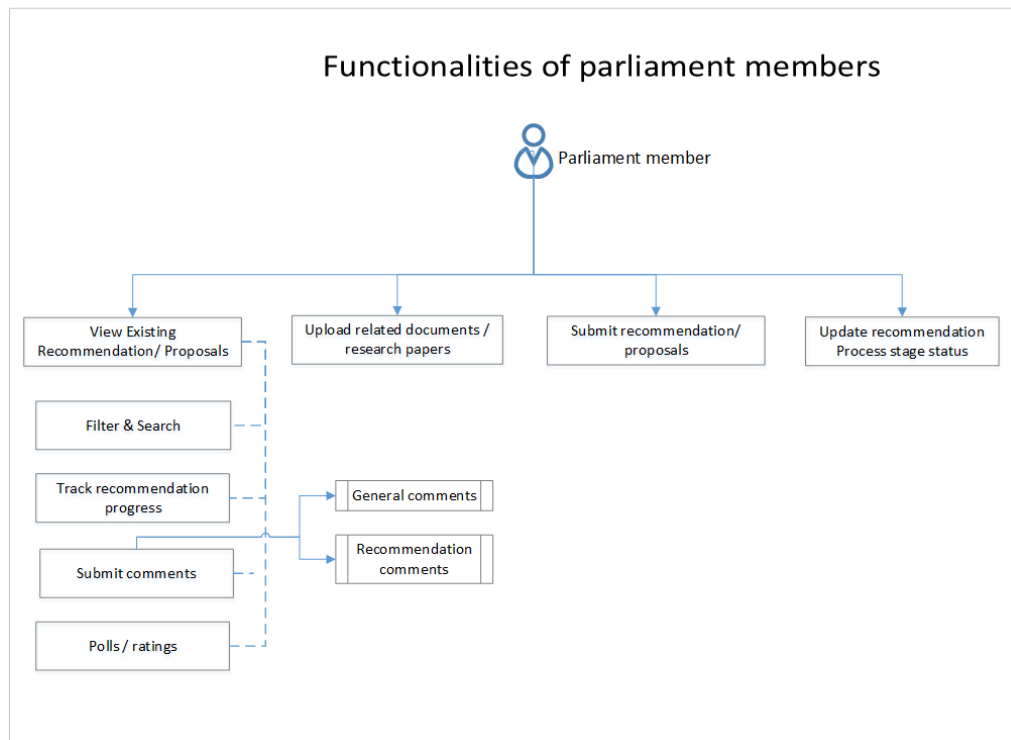 Functionalities of parliament members
Parliament member
View Existing
Recommendation/ Proposals
Upload related documents /
research papers
Submit recommendation/
proposals
Update recommendation
Process stage status
Filter & Search
Track recommendation
progress
General comments
Submit comments
Recommendation
comments
Polls / ratings